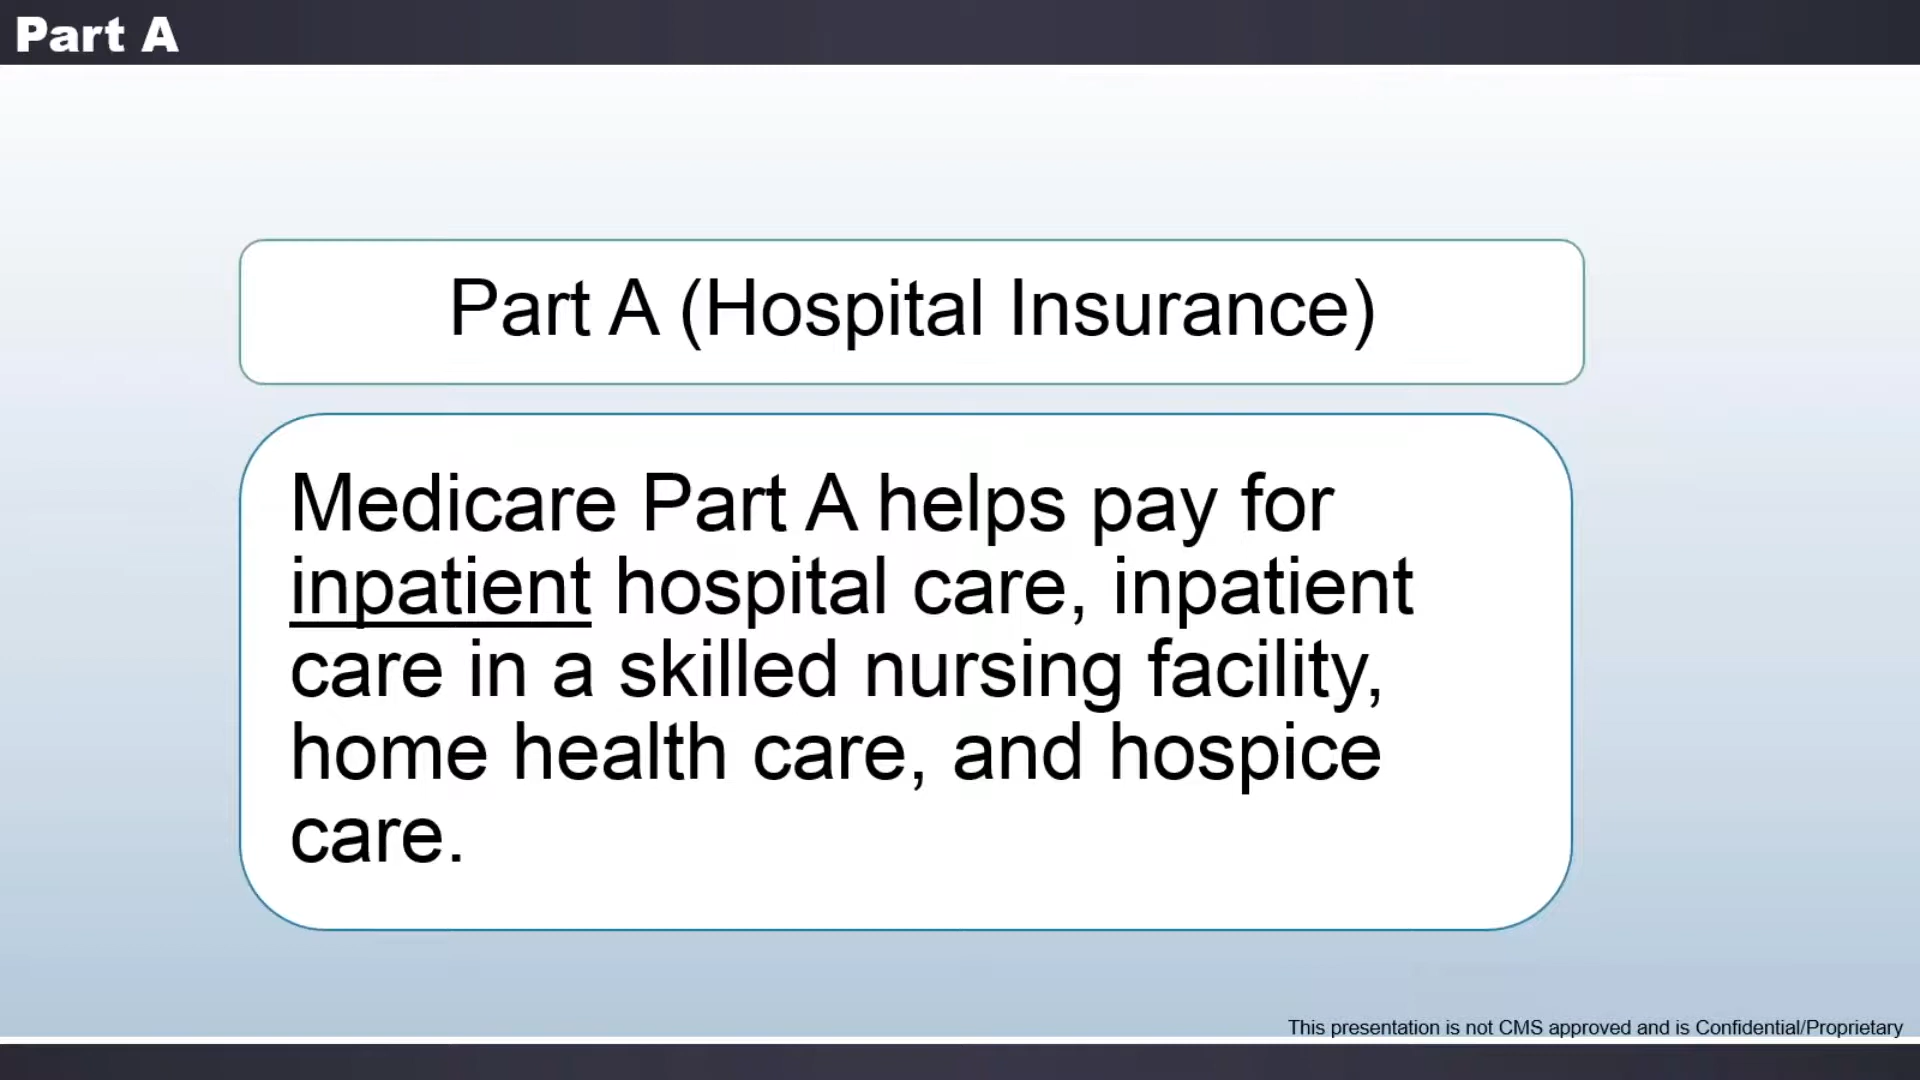 Part A
Part A (Hospital Insurance)
Medicare Part A helps pay for
inpatient hospital care, inpatient
care in a skilled nursing facility,
home health care, and hospice
care.
This presentation is not CMS approved and is Confidential/Proprietary